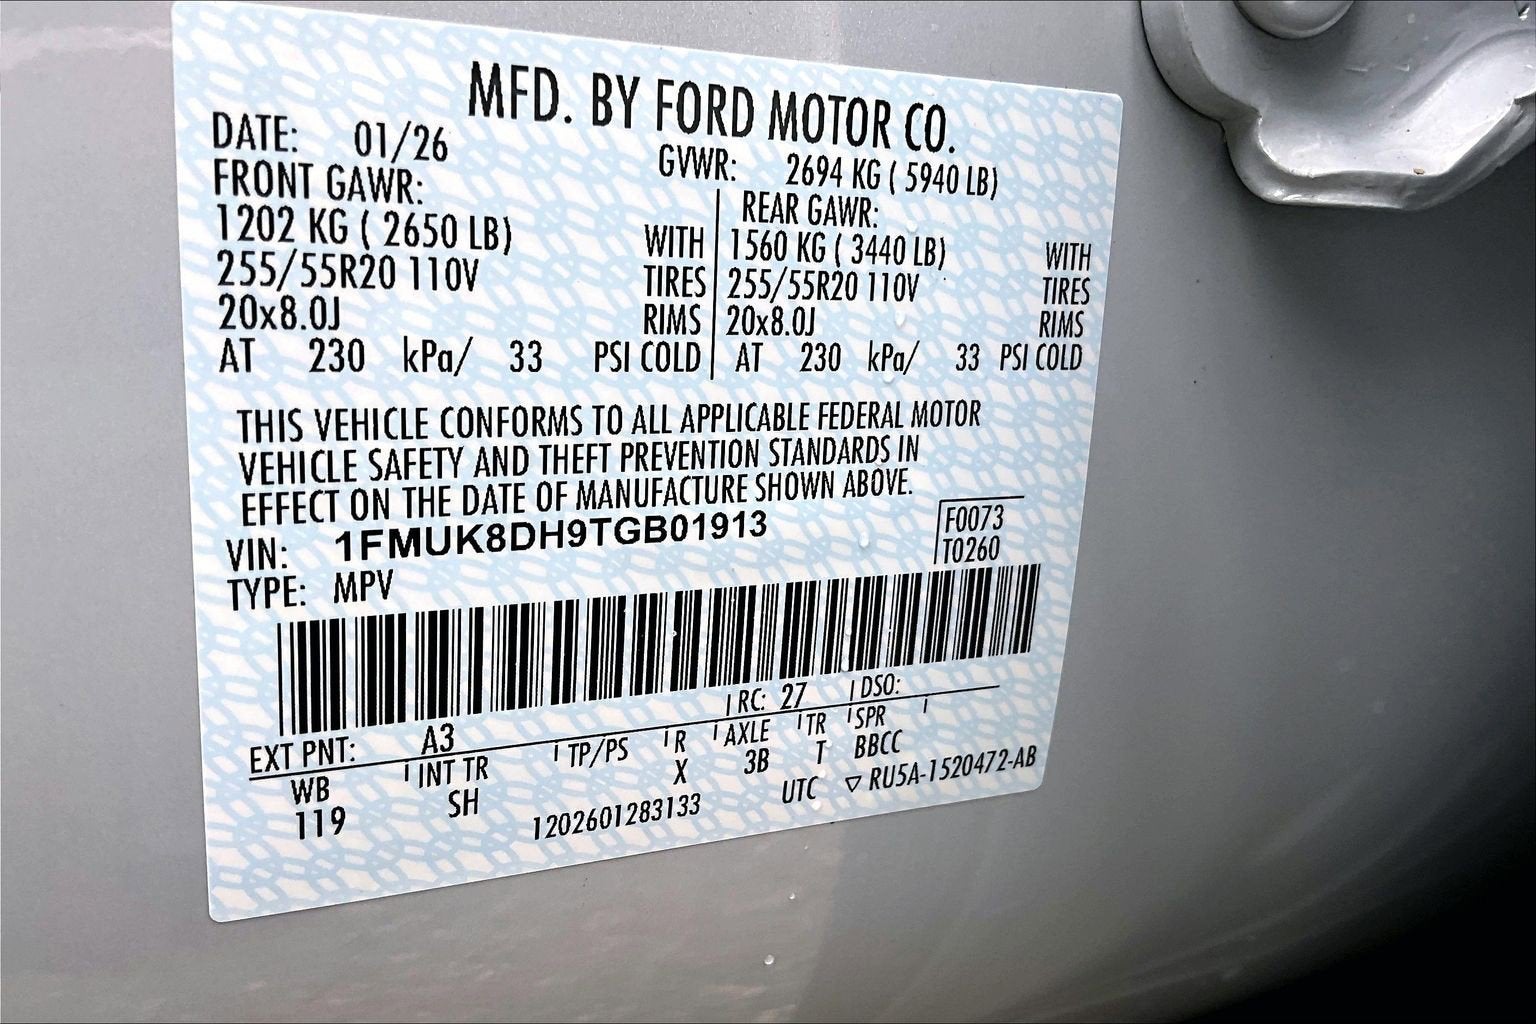 MFD. BY FORD MOTOR CO.
DATE: 01/26 GVWR: 2694 KG ( 5940 LB)
FRONT GAWR: REAR GAWR:
1202 KG ( 2650 LB) WITH 1560 KG ( 3440 LB) WITH
255/55R20 110V TIRES 255/55R20 110V TIRES
20x8.0J RIMS 20x8.0J RIMS
AT 230 kPa/ 33 PSI COLD AT 230 kPa/ 33 PSI COLD
THIS VEHICLE CONFORMS TO ALL APPLICABLE FEDERAL MOTOR
VEHICLE SAFETY AND THEFT PREVENTION STANDARDS IN
EFFECT ON THE DATE OF MANUFACTURE SHOWN ABOVE.
VIN: 1FMUK8DH9TGB01913 F0073
TYPE: MPV T0260
EXT PNT: A3 RC: 27 DSO:
WB INT TR TP/PS R AXLE TR SPR
119 SH X 3B T BBCC
1202601283133 UTC ▽ RU5A-1520472-AB